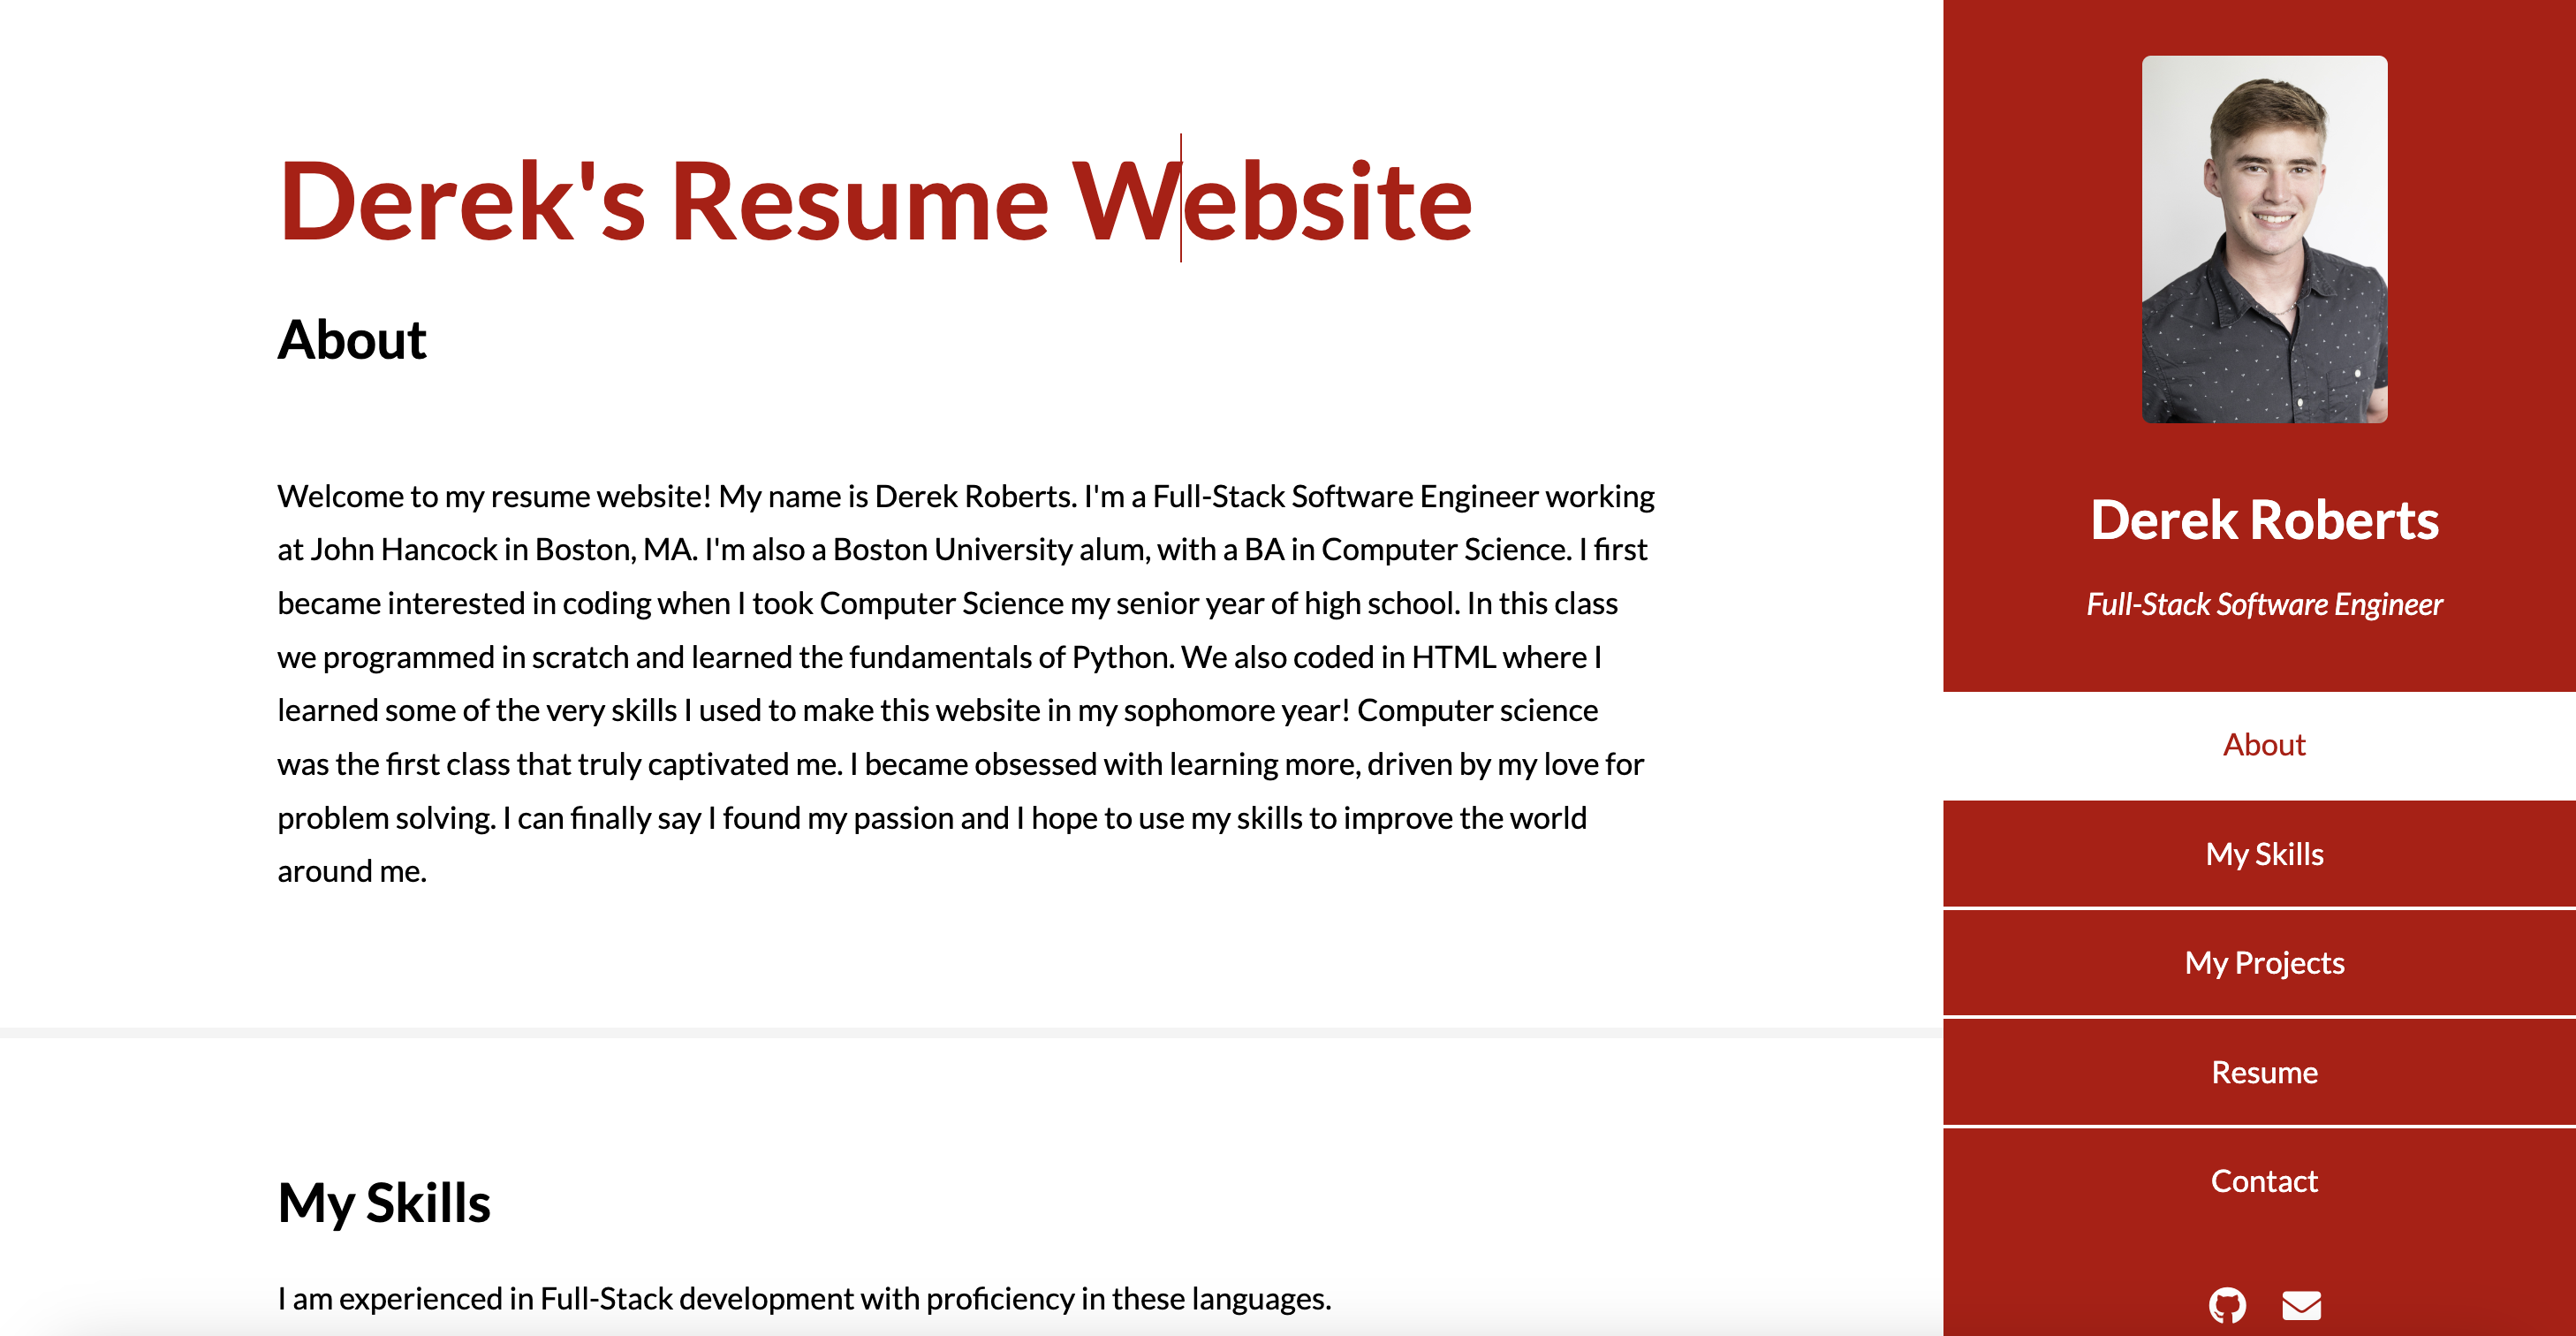 Derek's Resume Website
About
Welcome to my resume website! My name is Derek Roberts. I'm a Full-Stack Software Engineer working
at John Hancock in Boston, MA. I'm also a Boston University alum, with a BA in Computer Science. I first
became interested in coding when I took Computer Science my senior year of high school. In this class
we programmed in scratch and learned the fundamentals of Python. We also coded in HTML where I
learned some of the very skills I used to make this website in my sophomore year! Computer science
was the first class that truly captivated me. I became obsessed with learning more, driven by my love for
problem solving. I can finally say I found my passion and I hope to use my skills to improve the world
around me.
My Skills
I am experienced in Full-Stack development with proficiency in these languages.
Derek Roberts
Full-Stack Software Engineer
About
My Skills
My Projects
Resume
Contact